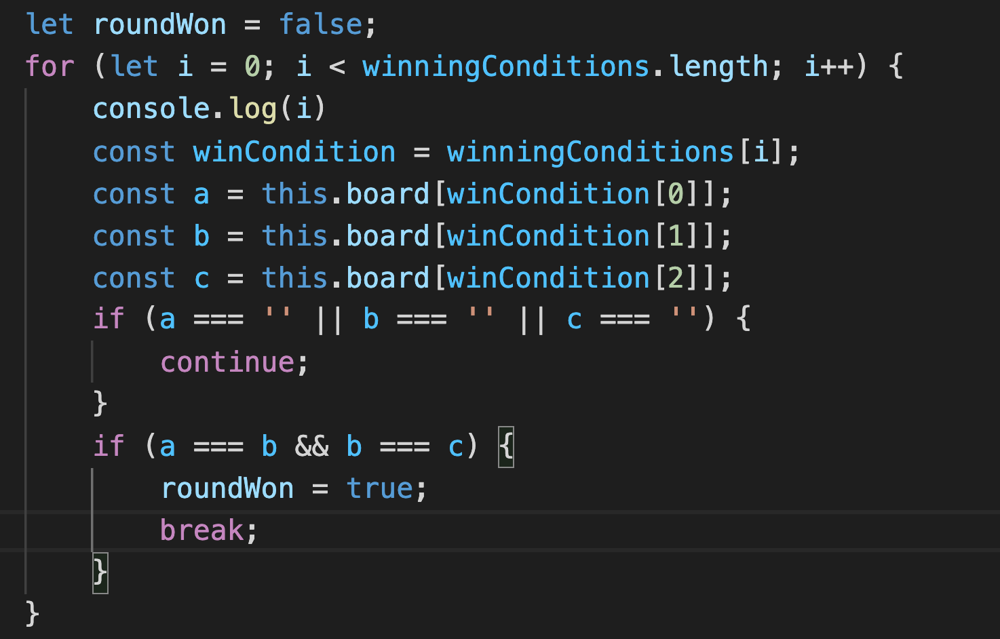 let roundWon = false;
for (let i = 0; i < winningConditions.length; i++) {
    console.log(i)
    const winCondition = winningConditions[i];
    const a = this.board[winCondition[0]];
    const b = this.board[winCondition[1]];
    const c = this.board[winCondition[2]];
    if (a === '' || b === '' || c === '') {
        continue;
    }
    if (a === b && b === c) {
        roundWon = true;
        break;
    }
}